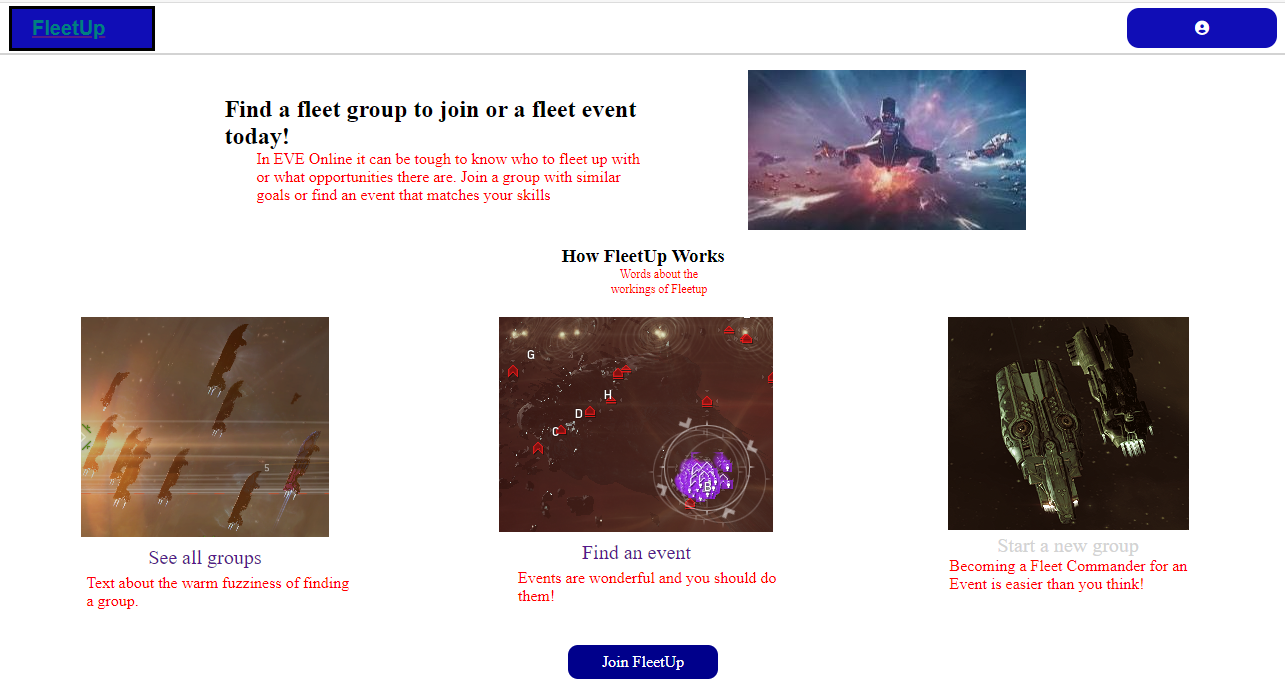 FleetUp
Find a fleet group to join or a fleet event
today!
In EVE Online it can be tough to know who to fleet up with
or what opportunities there are. Join a group with similar
goals or find an event that matches your skills
How FleetUp Works
Words about the
workings of Fleetup
S
G
H
D
C
B
See all groups
Text about the warm fuzziness of finding
a group.
Find an event
Events are wonderful and you should do
them!
Start a new group
Becoming a Fleet Commander for an
Event is easier than you think!
Join FleetUp